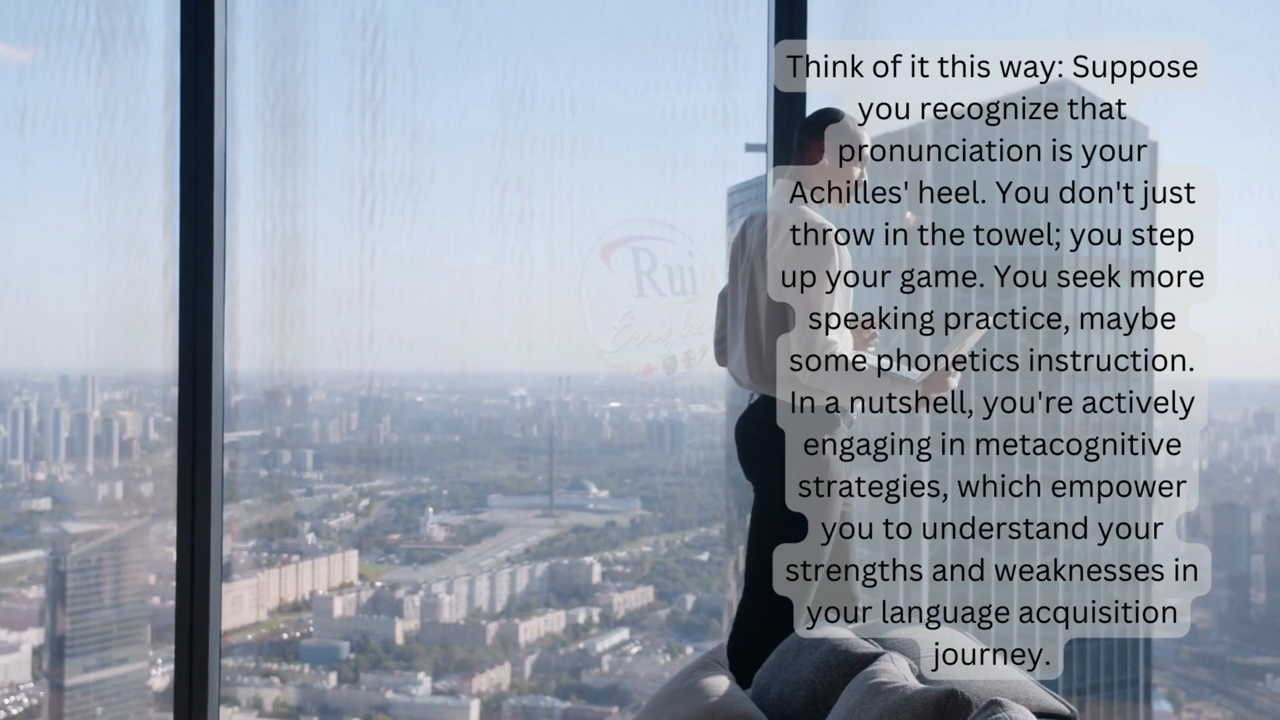 Think of it this way: Suppose
you recognize that
pronunciation is your
Achilles' heel. You don't just
throw in the towel; you step
up your game. You seek more
speaking practice, maybe
some phonetics instruction.
In a nutshell, you're actively
engaging in metacognitive
strategies, which empower
you to understand your
strengths and weaknesses in
your language acquisition
journey.
Rui
English